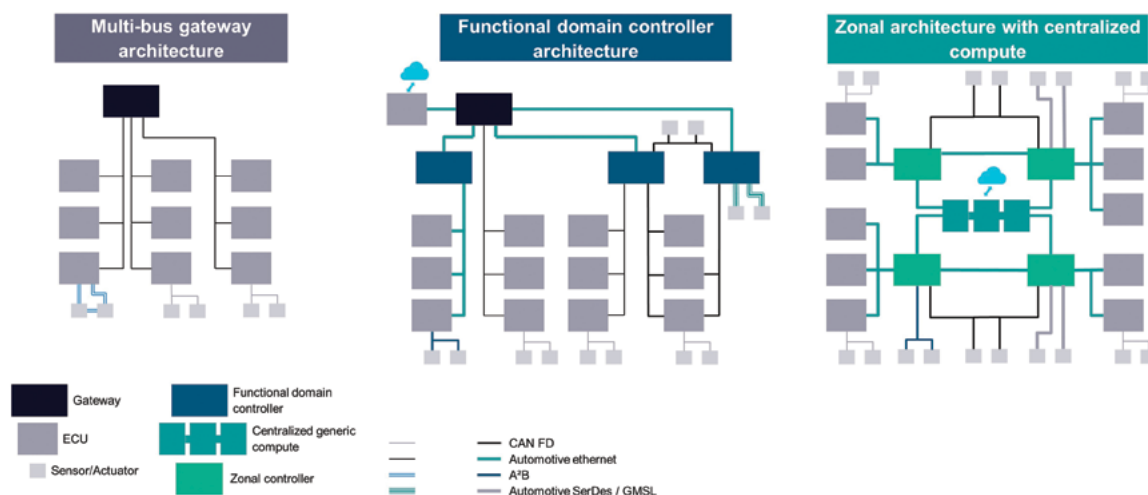 Multi-bus gateway
architecture
Functional domain controller
architecture
Zonal architecture with centralized
compute
Gateway
ECU
Sensor/Actuator
Functional domain
controller
Centralized generic
compute
Zonal controller
CAN FD
Automotive ethernet
A²B
Automotive SerDes / GMSL